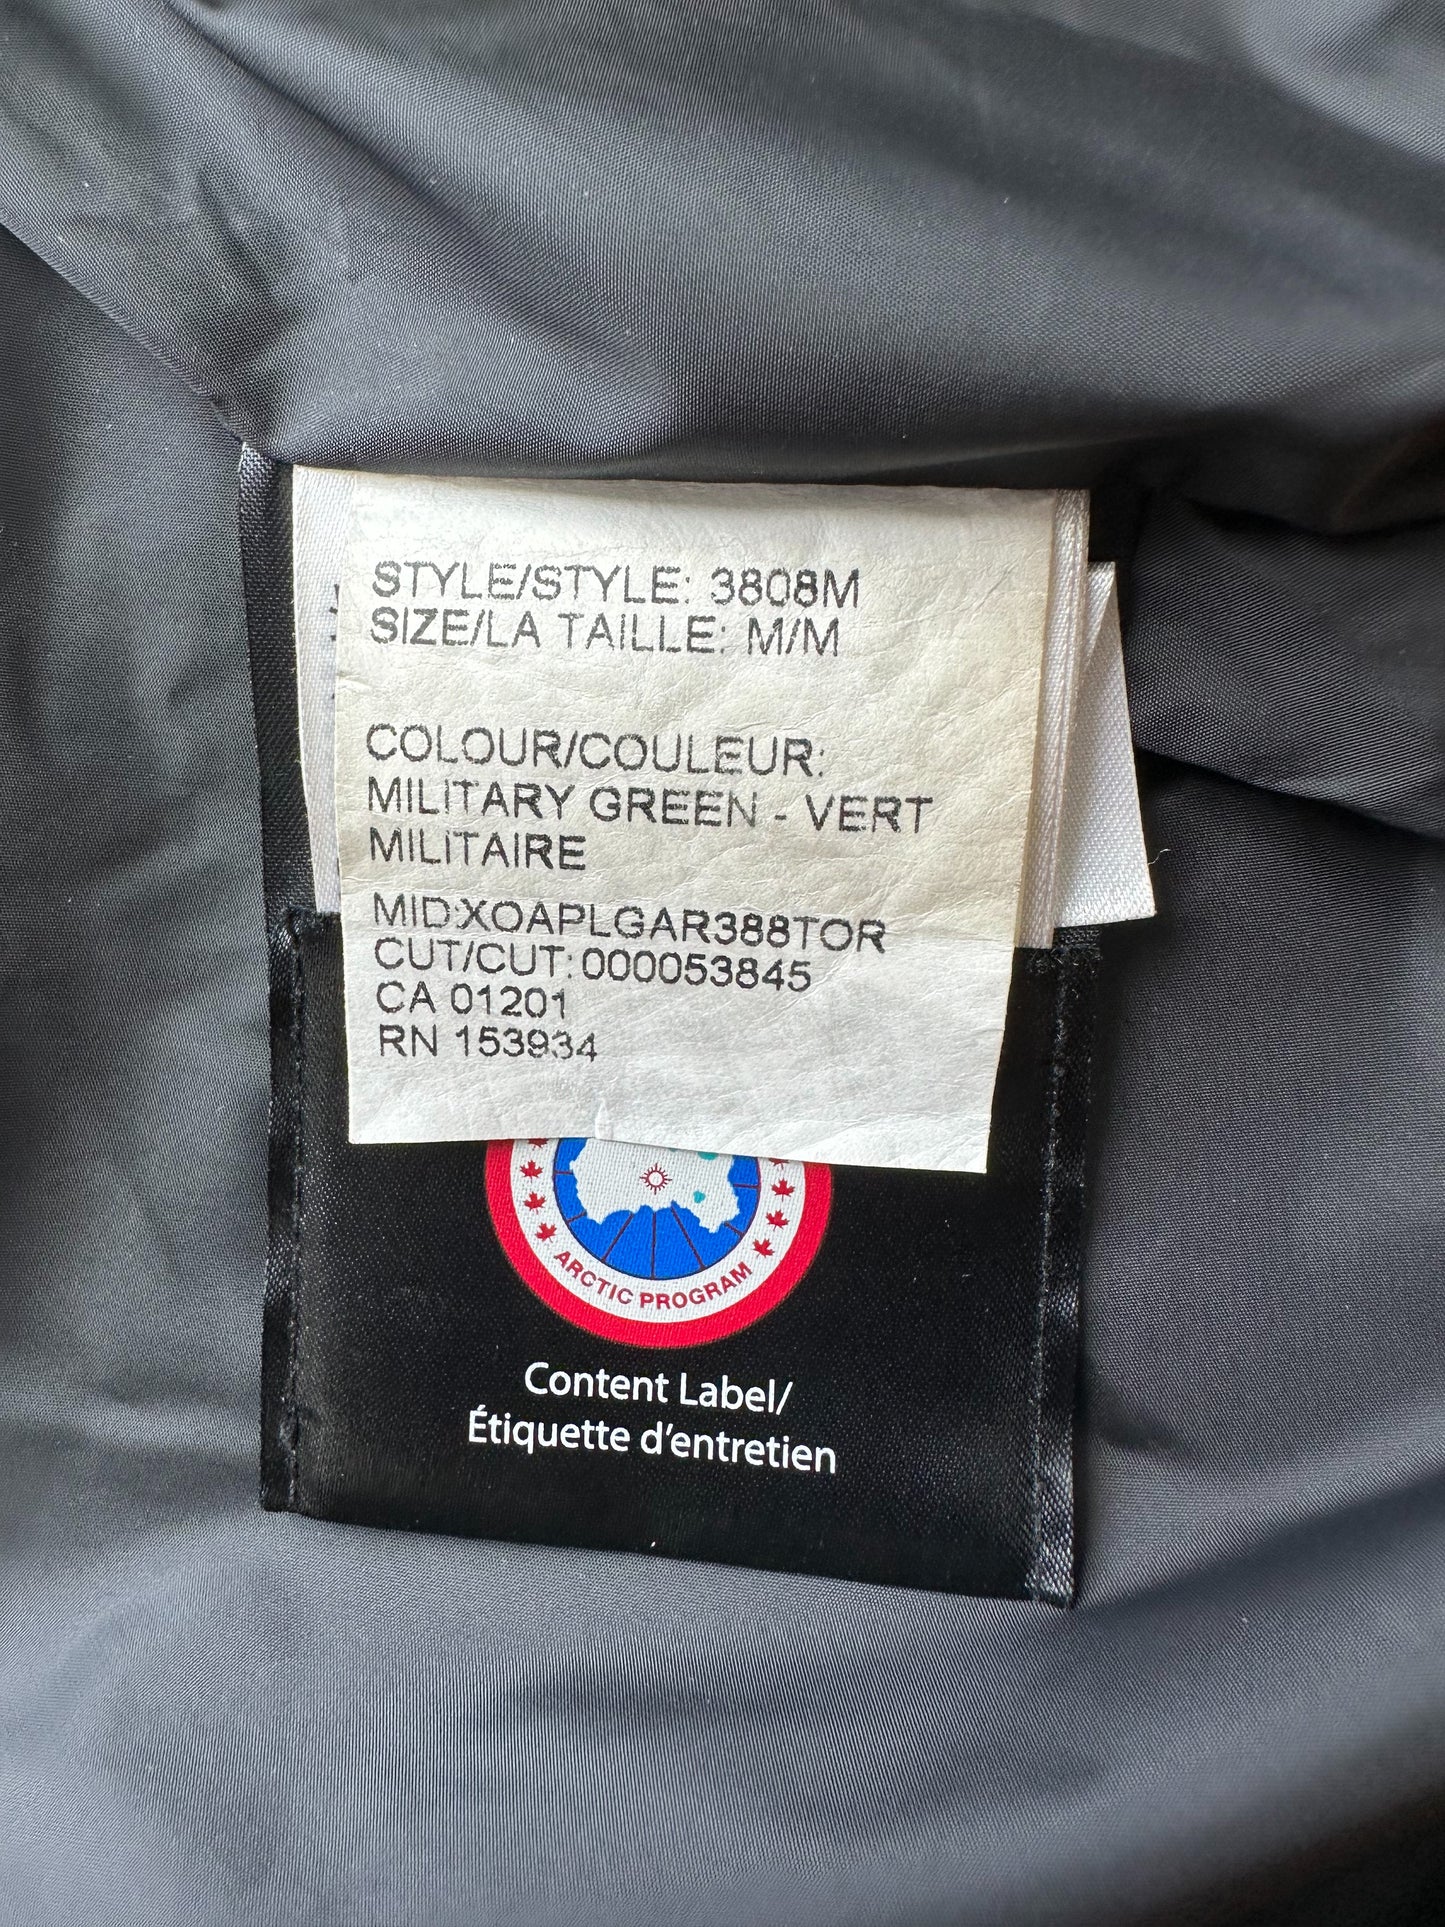 STYLE/STYLE: 3808M
SIZE/LA TAILLE: M/M
COLOUR/COULEUR:
MILITARY GREEN - VERT
MILITAIRE
MID:XOAPLGAR388TOR
CUT/CUT: 000053845
CA 01201
RN 153934
ARCTIC PROGRAM
Content Label/
Étiquette d'entretien